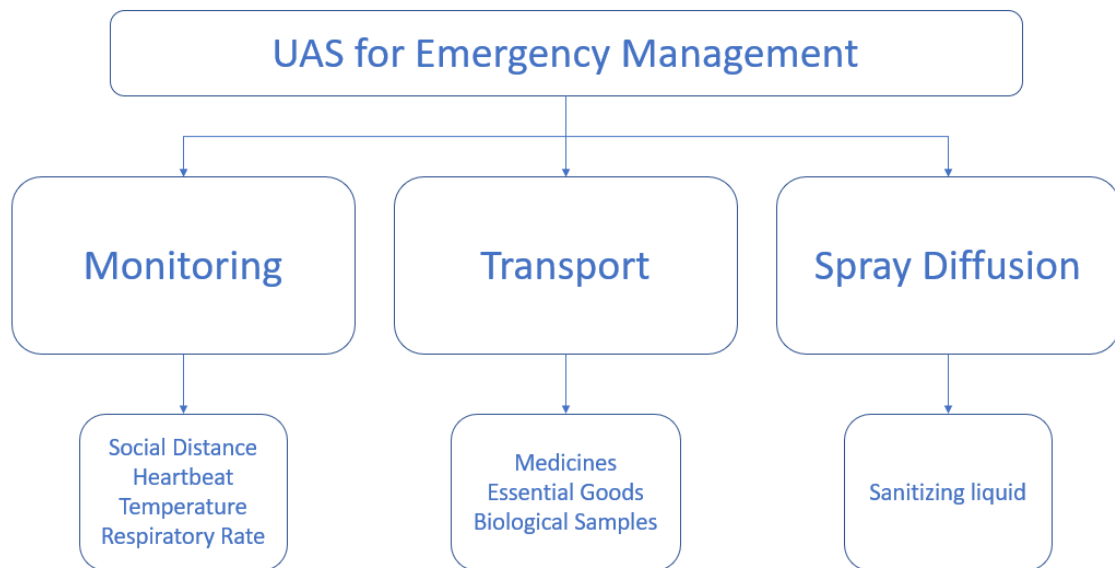 UAS for Emergency Management
Monitoring
Transport
Spray Diffusion
Social Distance
Heartbeat
Temperature
Respiratory Rate
Medicines
Essential Goods
Biological Samples
Sanitizing liquid